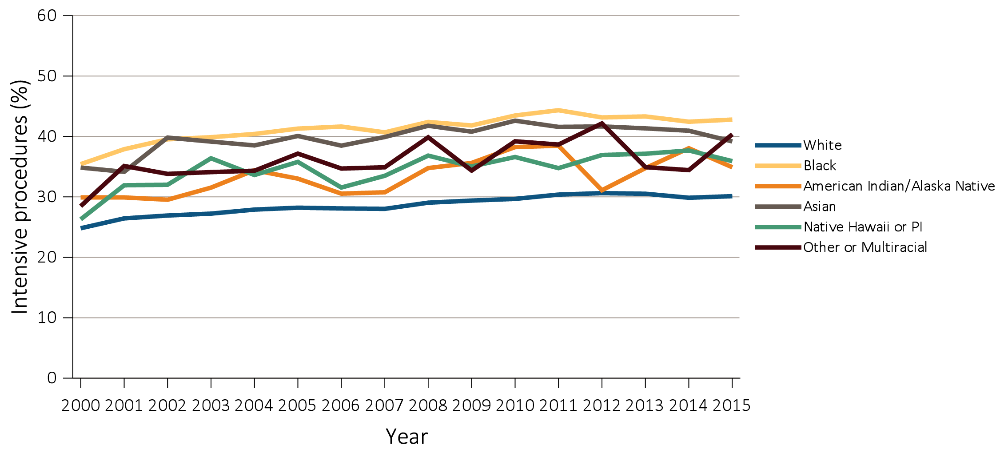 60
50
40
30
20
10
0
Intensive procedures (%)
2000 2001 2002 2003 2004 2005 2006 2007 2008 2009 2010 2011 2012 2013 2014 2015
Year
White
Black
American Indian/Alaska Native
Asian
Native Hawaii or PI
Other or Multiracial